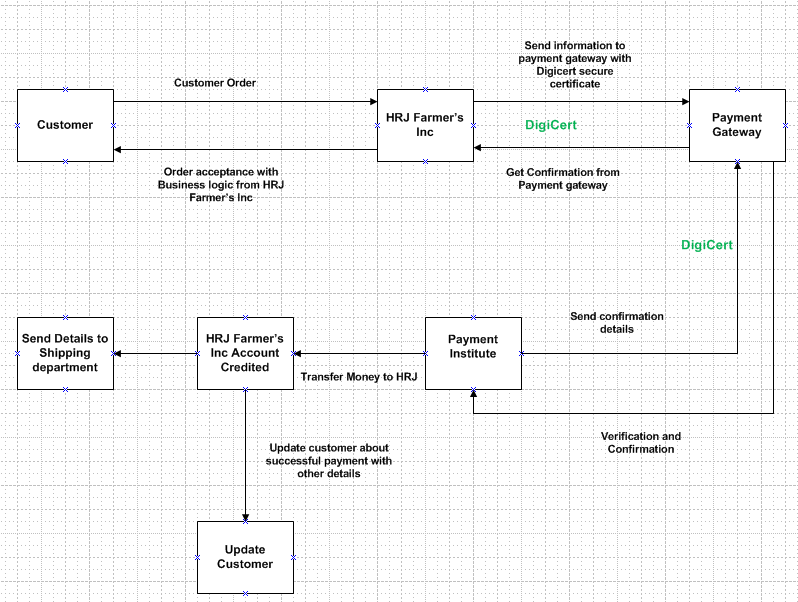 Send information to
payment gateway with
Digicert secure
certificate
Customer Order
Customer
HRJ Farmer's
Inc
DigiCert
Payment
Gateway
Order acceptance with
Business logic from HRJ
Farmer's Inc
Get Confirmation from
Payment gateway
DigiCert
Send confirmation
details
Send Details to
Shipping
department
HRJ Farmer's
Inc Account
Credited
Payment
Institute
Transfer Money to HRJ
Verification and
Confirmation
Update customer about
successful payment with
other details
Update
Customer